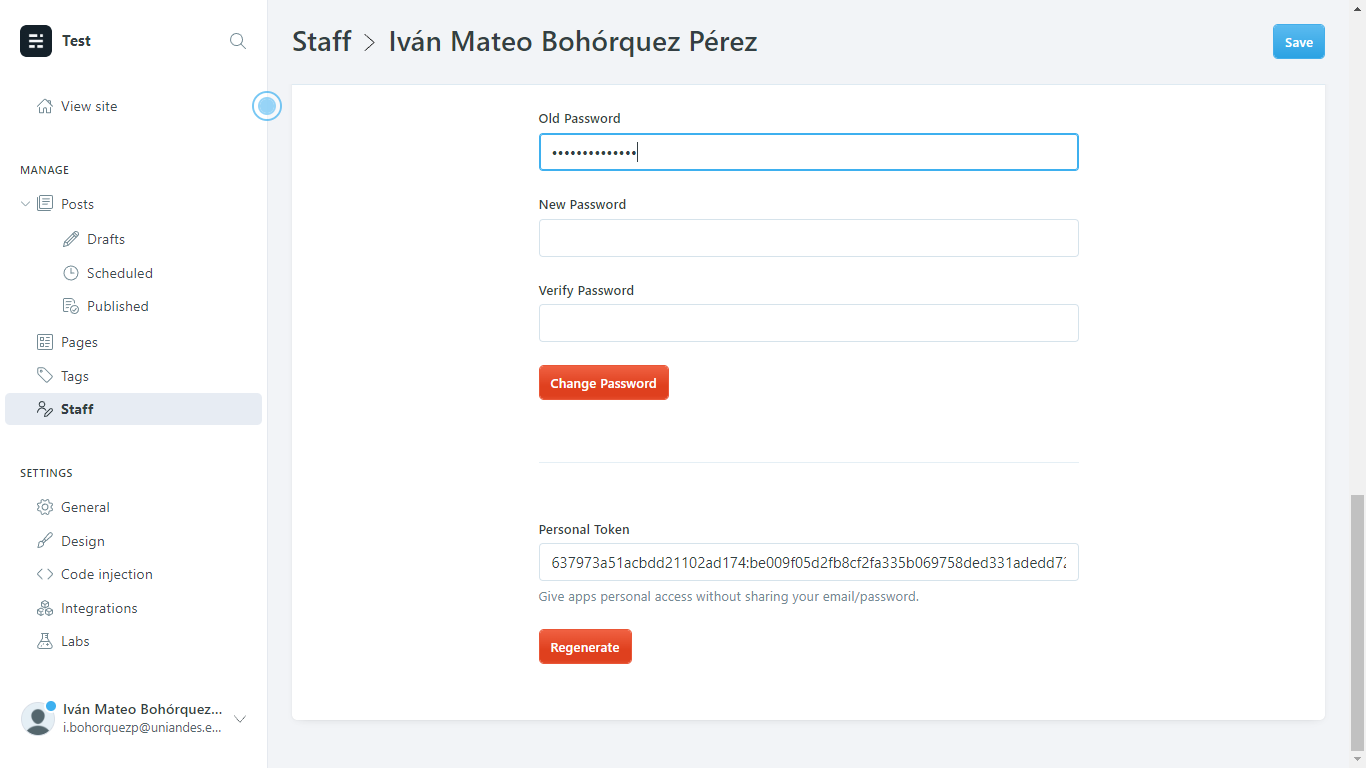 Test
View site
MANAGE
Posts
Drafts
Scheduled
Published
Pages
Tags
Staff
SETTINGS
General
Design
Code injection
Integrations
Labs
Iván Mateo Bohórquez...
i.bohorquezp@uniandes.e...
Staff > Iván Mateo Bohórquez Pérez
Save
Old Password
••••••••••••••
New Password
Verify Password
Change Password
Personal Token
637973a51acbdd21102ad174:be009f05d2fb8cf2fa335b069758ded331adedd72
Give apps personal access without sharing your email/password.
Regenerate